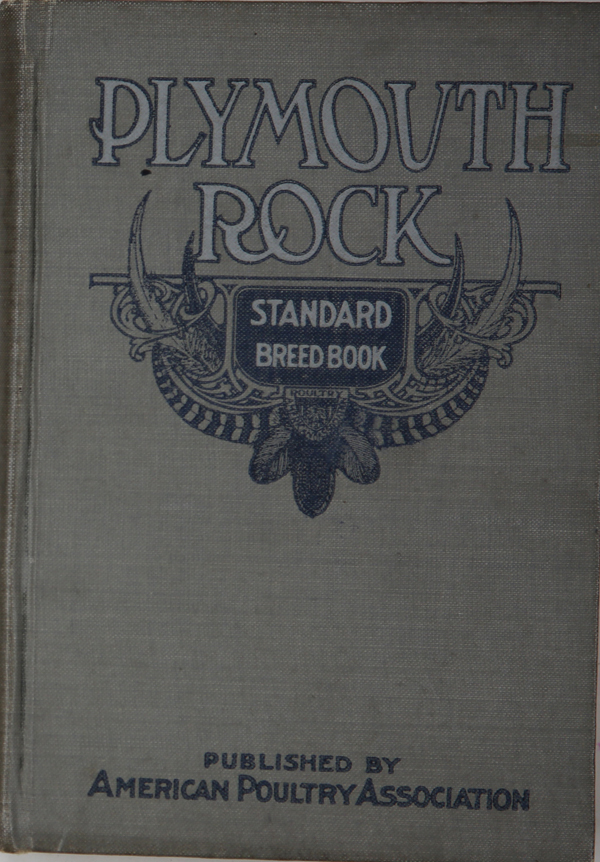 PLYMOUTH
ROCK
STANDARD
BREED BOOK
POULTRY
PUBLISHED BY
AMERICAN POULTRY ASSOCIATION